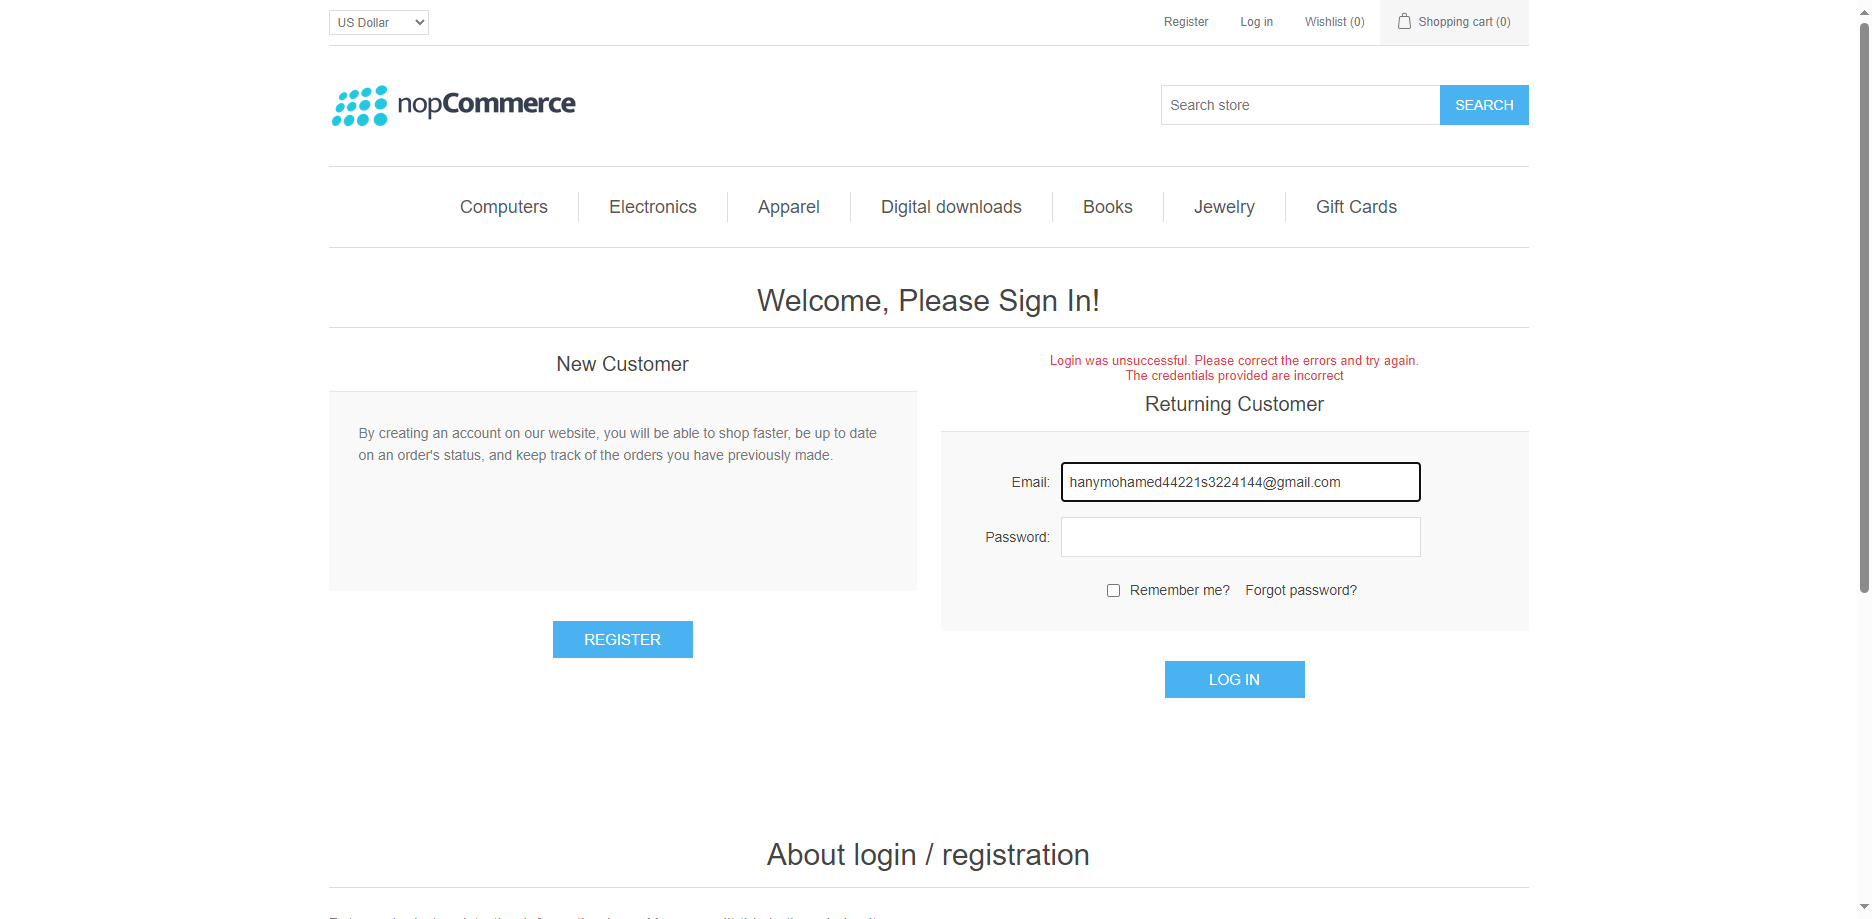 US Dollar
Register
Log in
Wishlist (0)
Shopping cart (0)
nopCommerce
Search store
SEARCH
Computers
Electronics
Apparel
Digital downloads
Books
Jewelry
Gift Cards
Welcome, Please Sign In!
New Customer
By creating an account on our website, you will be able to shop faster, be up to date
on an order's status, and keep track of the orders you have previously made.
REGISTER
Login was unsuccessful. Please correct the errors and try again.
The credentials provided are incorrect
Returning Customer
Email:
hanymohamed44221s3224144@gmail.com
Password:
Remember me?
Forgot password?
LOG IN
About login / registration